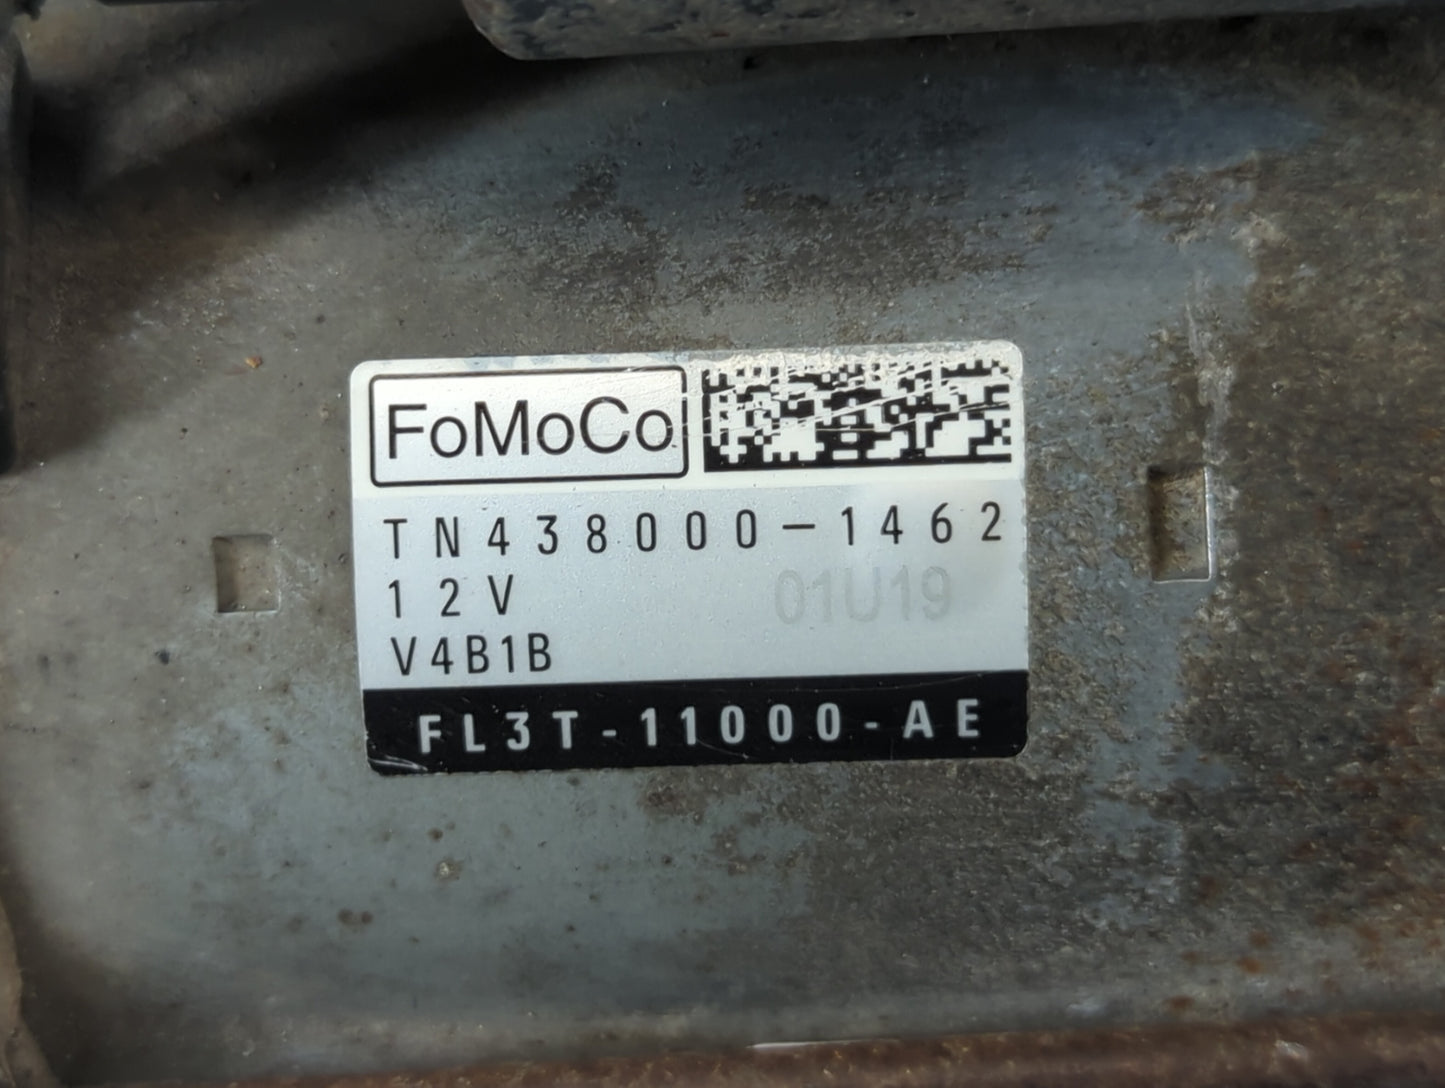 FoMoCo
TN438000-1462
12V 01U19
V4B1B
FL3T-11000-AE